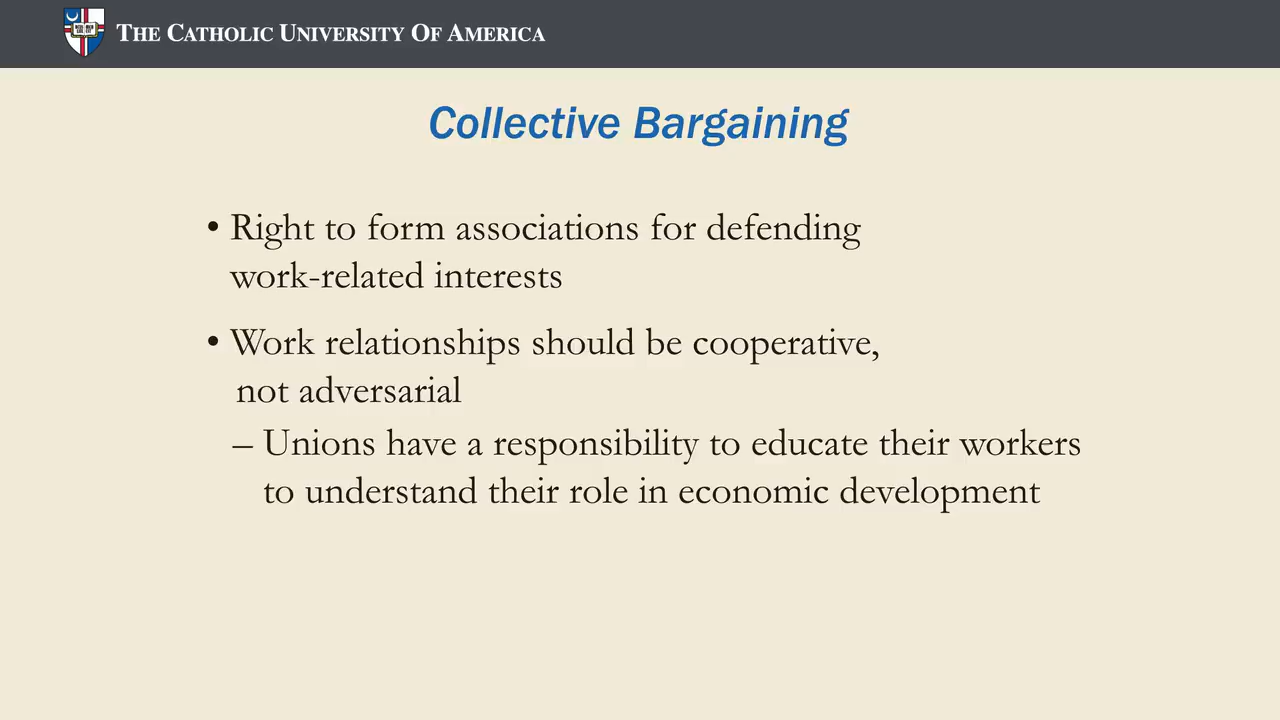 THE CATHOLIC UNIVERSITY OF AMERICA
Collective Bargaining
• Right to form associations for defending
work-related interests
• Work relationships should be cooperative,
not adversarial
– Unions have a responsibility to educate their workers
to understand their role in economic development